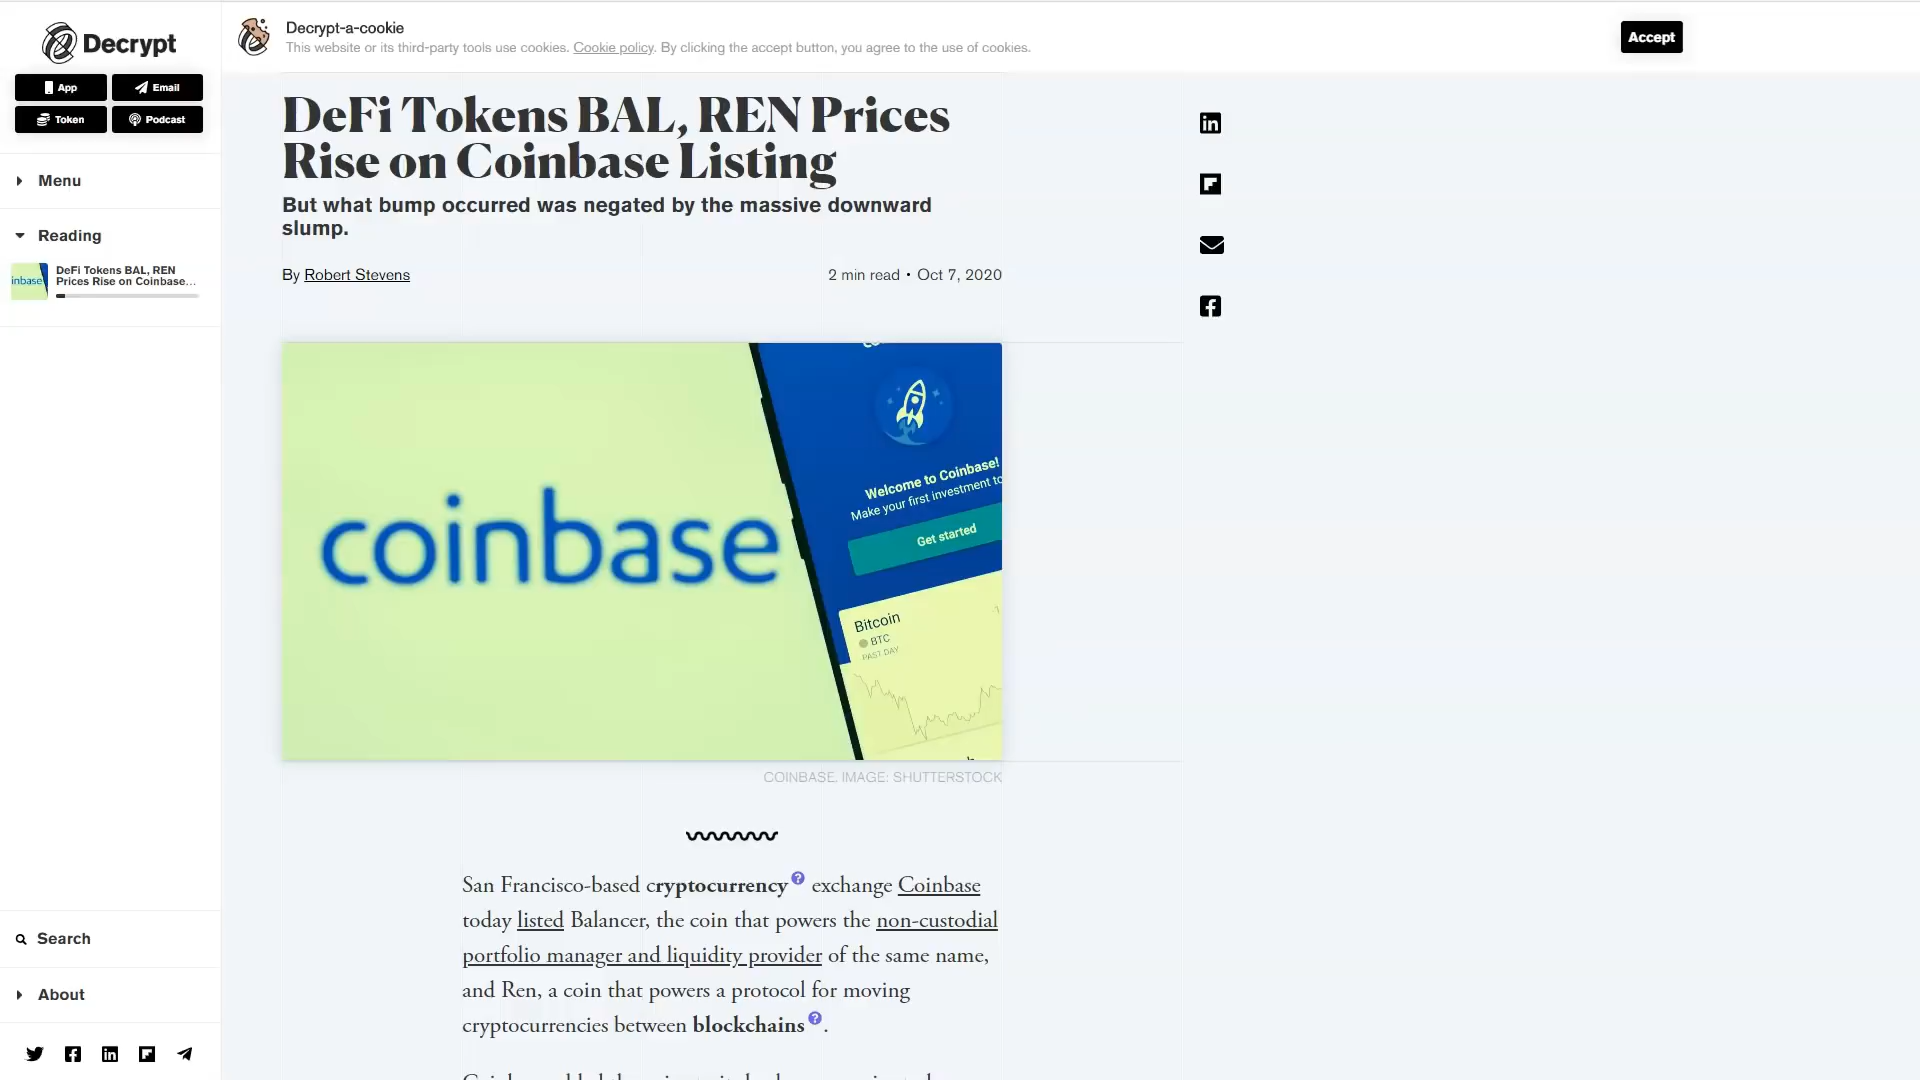 Decrypt
App
Email
Token
Podcast
Menu
Reading
inbase
DeFi Tokens BAL, REN
Prices Rise on Coinbase...
Search
About
Decrypt-a-cookie
This website or its third-party tools use cookies. Cookie policy. By clicking the accept button, you agree to the use of cookies.
Accept
DeFi Tokens BAL, REN Prices
Rise on Coinbase Listing
But what bump occurred was negated by the massive downward
slump.
By Robert Stevens
2 min read • Oct 7, 2020
coinbase
Welcome to Coinbase!
Make your first investment to
Get started
Bitcoin
BTC
PAST DAY
COINBASE. IMAGE: SHUTTERSTOCK
San Francisco-based cryptocurrency exchange Coinbase
today listed Balancer, the coin that powers the non-custodial
portfolio manager and liquidity provider of the same name,
and Ren, a coin that powers a protocol for moving
cryptocurrencies between blockchains.